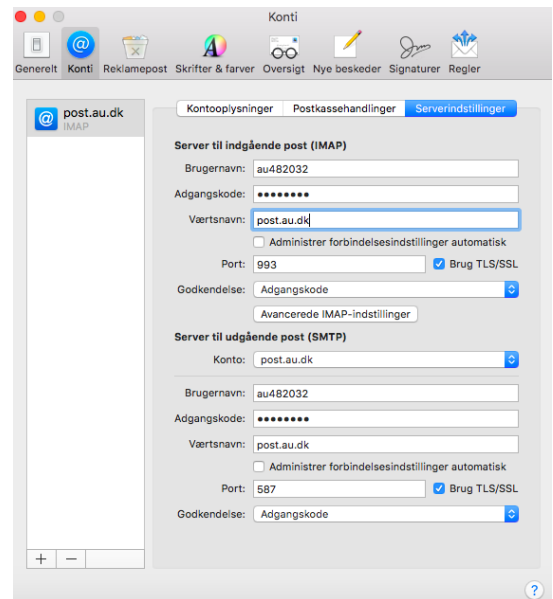 Konti
Generelt Konti Reklamepost Skrifter & farver Oversigt Nye beskeder Signaturer Regler
post.au.dk
IMAP
Kontooplysninger Postkassehandlinger Serverindstillinger
Server til indgående post (IMAP)
Brugernavn: au482032
Adgangskode: ••••••••
Værtsnavn: post.au.dk
Administrer forbindelsesindstillinger automatisk
Port: 993 Brug TLS/SSL
Godkendelse: Adgangskode
Avancerede IMAP-indstillinger
Server til udgående post (SMTP)
Konto: post.au.dk
Brugernavn: au482032
Adgangskode: ••••••••
Værtsnavn: post.au.dk
Administrer forbindelsesindstillinger automatisk
Port: 587 Brug TLS/SSL
Godkendelse: Adgangskode
+ −
?